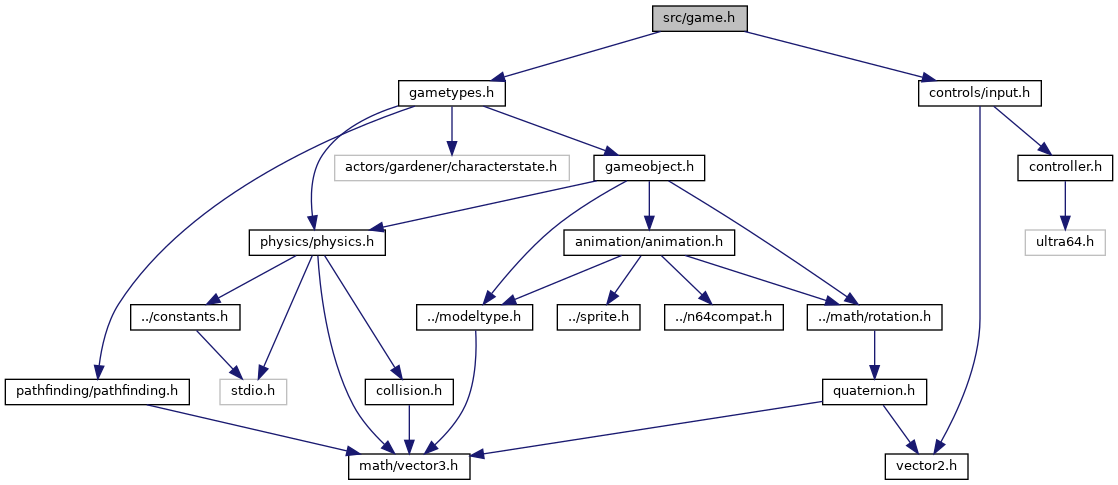 src/game.h
gametypes.h
controls/input.h
actors/gardener/characterstate.h
gameobject.h
controller.h
physics/physics.h
animation/animation.h
ultra64.h
../constants.h
../modeltype.h
../sprite.h
../n64compat.h
../math/rotation.h
pathfinding/pathfinding.h
stdio.h
collision.h
quaternion.h
math/vector3.h
vector2.h